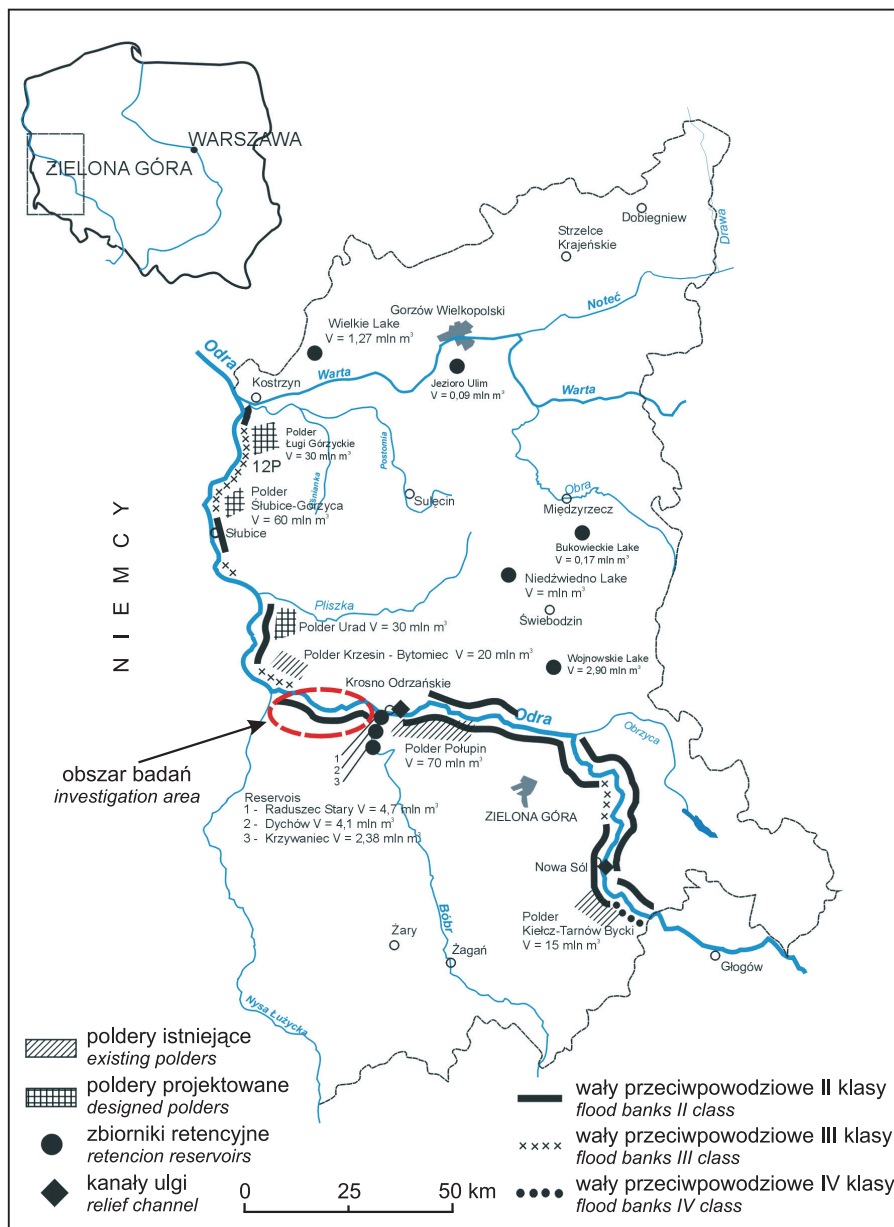 WARSZAWA
ZIELONA GÓRA
Dobiegniew
Drawa
Strzelce
Krajeńskie
Noteć
Gorzów Wielkopolski
Wielkie Lake
V = 1,27 mln m³
Odra
Jezioro Ulim
V = 0,09 mln m³
Warta
Warta
Kostrzyn
Polder
Ługi Górzyckie
V = 30 mln m³
12P
Postomia
Sulęcin
Polder
Słubice-Górzyca
V = 60 mln m³
Słubice
Obra
Międzyrzecz
Bukowieckie Lake
V = 0,17 mln m³
Niedźwiedno Lake
V = mln m³
Świebodzin
NIEMCY
Pliszka
Polder Urad V = 30 mln m³
Polder Krzesin - Bytomiec V = 20 mln m³
Wojnowskie Lake
V = 2,90 mln m³
Krosno Odrzańskie
Odra
Obrzyca
Polder Połupin
V = 70 mln m³
1
2
3
obszar badań
investigation area
Reservois
1 - Raduszec Stary V = 4,7 mln m³
2 - Dychów V = 4,1 mln m³
3 - Krzywaniec V = 2,38 mln m³
ZIELONA GÓRA
Nowa Sól
Polder
Kiełcz-Tarnów Bycki
V = 15 mln m³
Bóbr
Żary
Żagań
Głogów
Nysa Łużycka
poldery istniejące
existing polders
poldery projektowane
designed polders
zbiorniki retencyjne
retencion reservoirs
kanały ulgi
relief channel
0 25 50 km
wały przeciwpowodziowe II klasy
flood banks II class
wały przeciwpowodziowe III klasy
flood banks III class
wały przeciwpowodziowe IV klasy
flood banks IV class